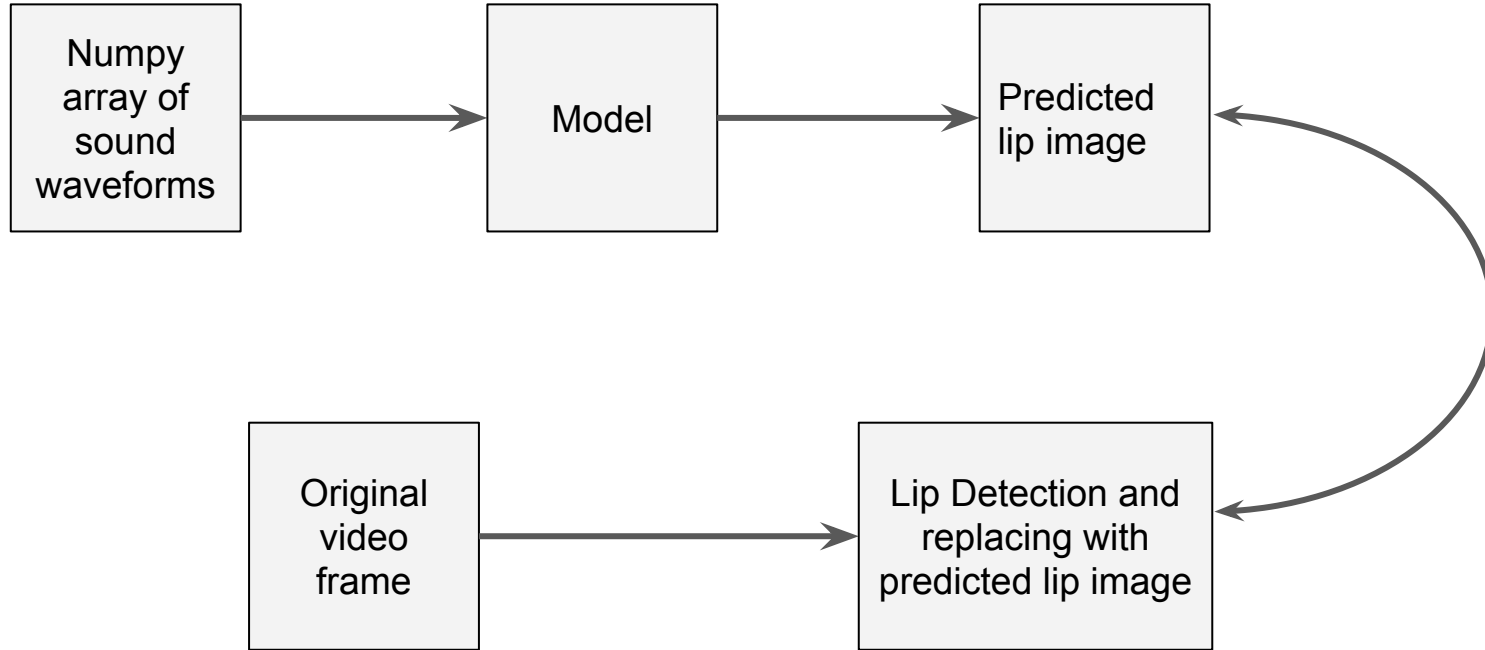 Numpy
array of
sound
waveforms
Model
Predicted
lip image
Original
video
frame
Lip Detection and
replacing with
predicted lip image